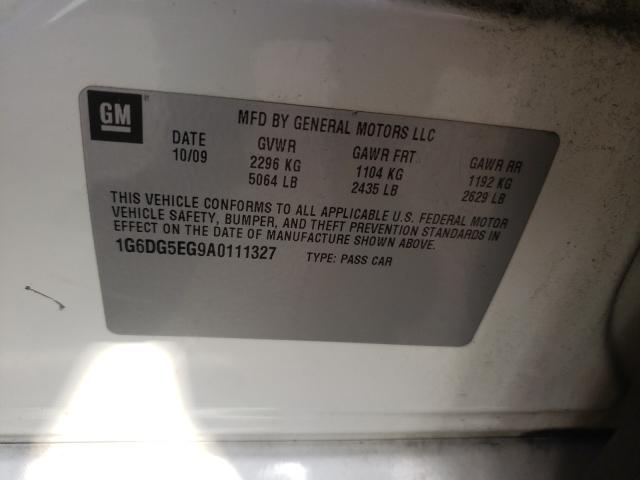 GM
MFD BY GENERAL MOTORS LLC
DATE GVWR GAWR FRT GAWR RR
10/09 2296 KG 1104 KG 1192 KG
5064 LB 2435 LB 2629 LB
THIS VEHICLE CONFORMS TO ALL APPLICABLE U.S. FEDERAL MOTOR
VEHICLE SAFETY, BUMPER, AND THEFT PREVENTION STANDARDS IN
EFFECT ON THE DATE OF MANUFACTURE SHOWN ABOVE.
1G6DG5EG9A0111327 TYPE: PASS CAR